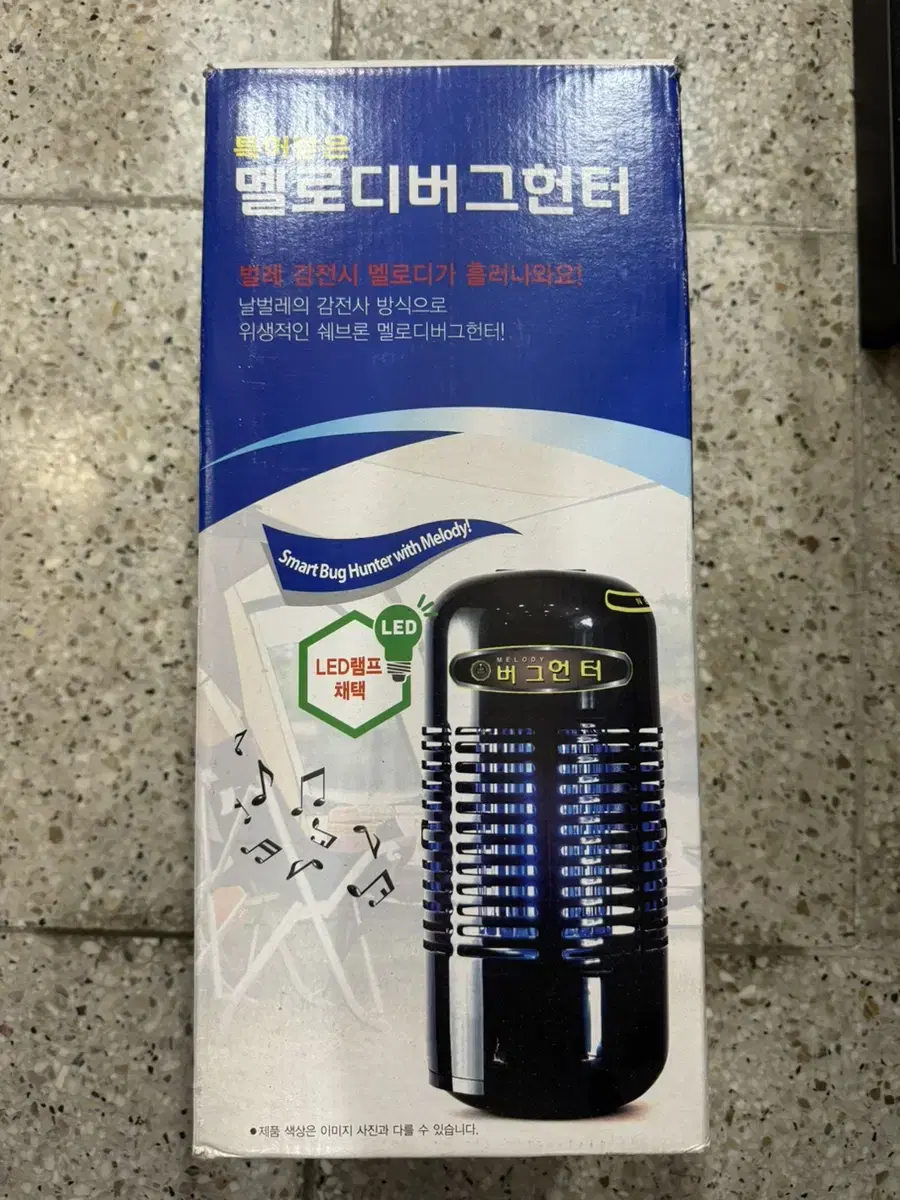 특허받은
멜로디버그헌터
벌레 감전시 멜로디가 흘러나와요!
날벌레의 감전사 방식으로
위생적인 쉐브론 멜로디버그헌터!
Smart Bug Hunter with Melody!
LED
LED램프
채택
MELODY
버그헌터
•제품 색상은 이미지 사진과 다를 수 있습니다.